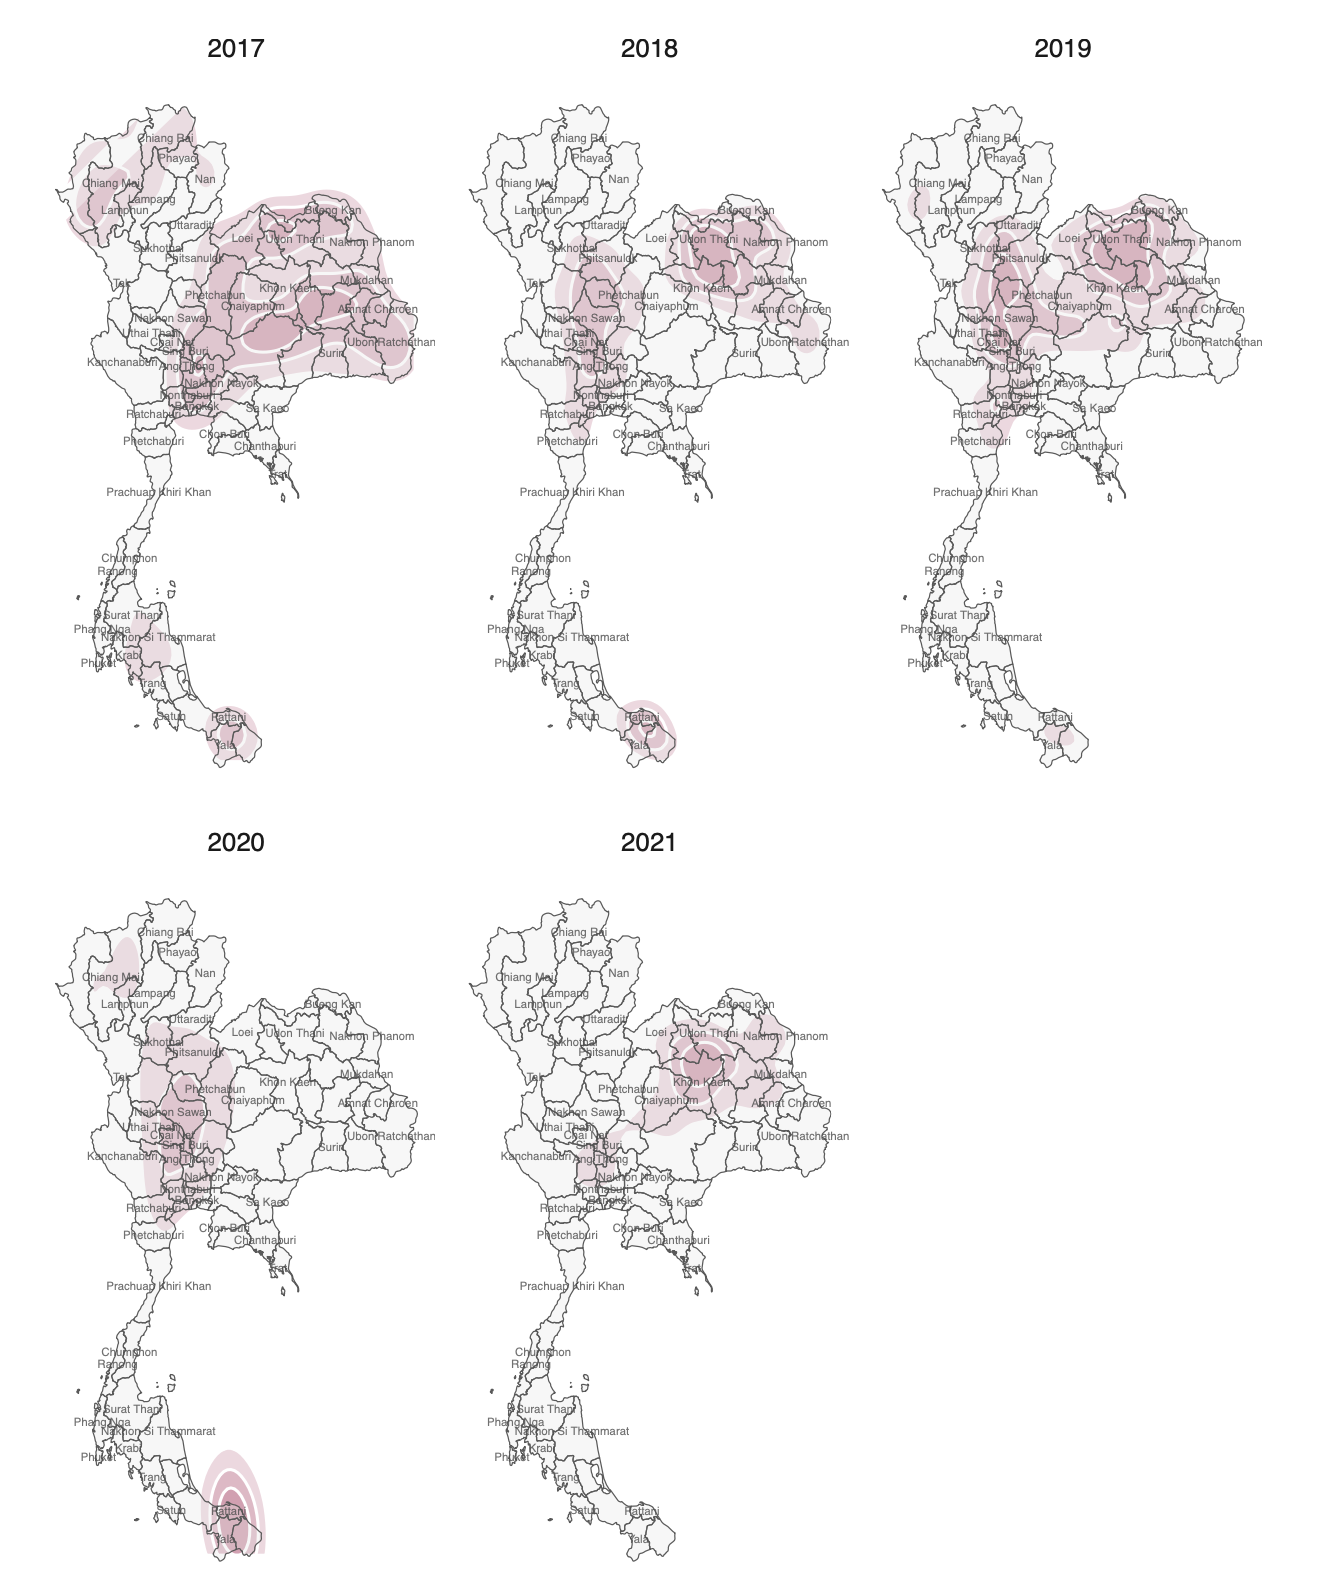 2017
Chiang Rai
Phayao
Chiang Mai
Nan
Lampang
Lamphun
Bueng Kan
Uttaradit
Loei
Udon Thani
Nakhon Phanom
Sukhothai
Phitsanulok
Tak
Mukdahan
Khon Kaen
Phetchabun
Chaiyaphum
Amnat Charoen
Nakhon Sawan
Uthai Thani
Chai Nat
Ubon Ratchathan
Sing Buri
Surin
Kanchanaburi
Ang Thong
Nakhon Nayok
Nonthaburi
Bangkok
Sa Kaeo
Ratchaburi
Chon Buri
Phetchaburi
Chanthaburi
Trat
Prachuap Khiri Khan
Chumphon
Ranong
Surat Thani
Phang Nga
Nakhon Si Thammarat
Krabi
Phuket
Trang
Satun
Pattani
Yala
2018
Chiang Rai
Phayao
Chiang Mai
Nan
Lampang
Lamphun
Bueng Kan
Uttaradit
Loei
Udon Thani
Nakhon Phanom
Sukhothai
Phitsanulok
Tak
Mukdahan
Khon Kaen
Phetchabun
Chaiyaphum
Amnat Charoen
Nakhon Sawan
Uthai Thani
Chai Nat
Ubon Ratchathan
Sing Buri
Surin
Kanchanaburi
Ang Thong
Nakhon Nayok
Nonthaburi
Bangkok
Sa Kaeo
Ratchaburi
Chon Buri
Phetchaburi
Chanthaburi
Trat
Prachuap Khiri Khan
Chumphon
Ranong
Surat Thani
Phang Nga
Nakhon Si Thammarat
Krabi
Phuket
Trang
Satun
Pattani
Yala
2019
Chiang Rai
Phayao
Chiang Mai
Nan
Lampang
Lamphun
Bueng Kan
Uttaradit
Loei
Udon Thani
Nakhon Phanom
Sukhothai
Phitsanulok
Tak
Mukdahan
Khon Kaen
Phetchabun
Chaiyaphum
Amnat Charoen
Nakhon Sawan
Uthai Thani
Chai Nat
Ubon Ratchathan
Sing Buri
Surin
Kanchanaburi
Ang Thong
Nakhon Nayok
Nonthaburi
Bangkok
Sa Kaeo
Ratchaburi
Chon Buri
Phetchaburi
Chanthaburi
Trat
Prachuap Khiri Khan
Chumphon
Ranong
Surat Thani
Phang Nga
Nakhon Si Thammarat
Krabi
Phuket
Trang
Satun
Pattani
Yala
2020
Chiang Rai
Phayao
Chiang Mai
Nan
Lampang
Lamphun
Bueng Kan
Uttaradit
Loei
Udon Thani
Nakhon Phanom
Sukhothai
Phitsanulok
Tak
Mukdahan
Khon Kaen
Phetchabun
Chaiyaphum
Amnat Charoen
Nakhon Sawan
Uthai Thani
Chai Nat
Ubon Ratchathan
Sing Buri
Surin
Kanchanaburi
Ang Thong
Nakhon Nayok
Nonthaburi
Bangkok
Sa Kaeo
Ratchaburi
Chon Buri
Phetchaburi
Chanthaburi
Trat
Prachuap Khiri Khan
Chumphon
Ranong
Surat Thani
Phang Nga
Nakhon Si Thammarat
Krabi
Phuket
Trang
Satun
Pattani
Yala
2021
Chiang Rai
Phayao
Chiang Mai
Nan
Lampang
Lamphun
Bueng Kan
Uttaradit
Loei
Udon Thani
Nakhon Phanom
Sukhothai
Phitsanulok
Tak
Mukdahan
Khon Kaen
Phetchabun
Chaiyaphum
Amnat Charoen
Nakhon Sawan
Uthai Thani
Chai Nat
Ubon Ratchathan
Sing Buri
Surin
Kanchanaburi
Ang Thong
Nakhon Nayok
Nonthaburi
Bangkok
Sa Kaeo
Ratchaburi
Chon Buri
Phetchaburi
Chanthaburi
Trat
Prachuap Khiri Khan
Chumphon
Ranong
Surat Thani
Phang Nga
Nakhon Si Thammarat
Krabi
Phuket
Trang
Satun
Pattani
Yala